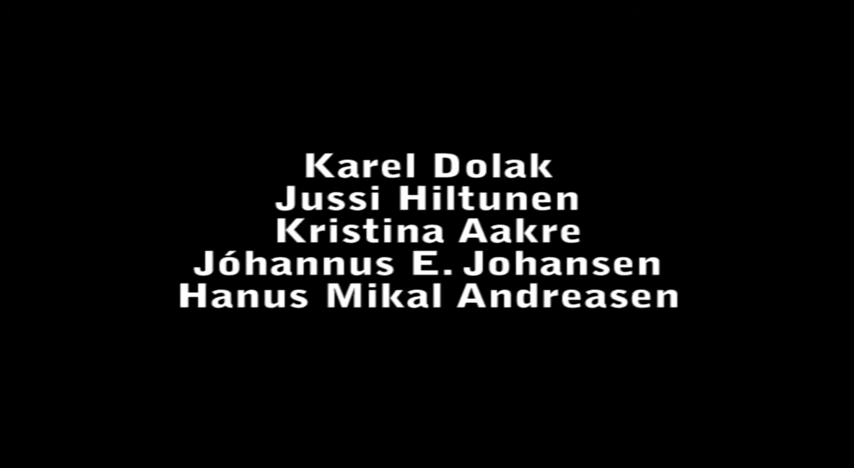 Karel Dolak
Jussi Hiltunen
Kristina Aakre
Jóhannus E. Johansen
Hanus Mikal Andreasen